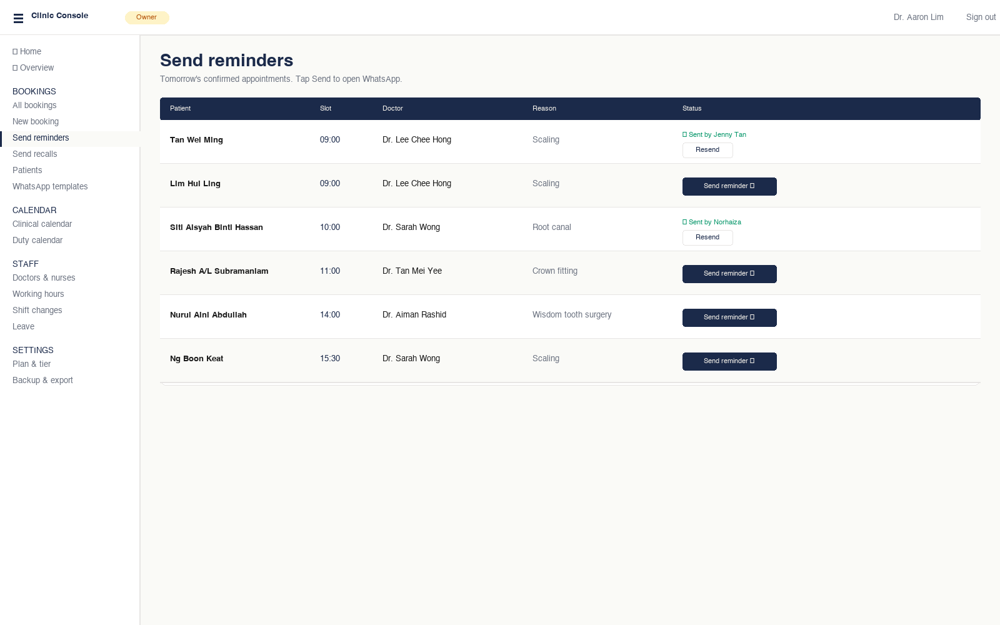 Clinic Console
Owner
Dr. Aaron Lim
Sign out
Home
Overview
BOOKINGS
All bookings
New booking
Send reminders
Send recalls
Patients
WhatsApp templates
CALENDAR
Clinical calendar
Duty calendar
STAFF
Doctors & nurses
Working hours
Shift changes
Leave
SETTINGS
Plan & tier
Backup & export
Send reminders
Tomorrow's confirmed appointments. Tap Send to open WhatsApp.
Patient Slot Doctor Reason Status
Tan Wei Ming 09:00 Dr. Lee Chee Hong Scaling Sent by Jenny Tan
Resend
Lim Hui Ling 09:00 Dr. Lee Chee Hong Scaling Send reminder
Siti Aisyah Binti Hassan 10:00 Dr. Sarah Wong Root canal Sent by Norhaiza
Resend
Rajesh A/L Subramaniam 11:00 Dr. Tan Mei Yee Crown fitting Send reminder
Nurul Aini Abdullah 14:00 Dr. Aiman Rashid Wisdom tooth surgery Send reminder
Ng Boon Keat 15:30 Dr. Sarah Wong Scaling Send reminder